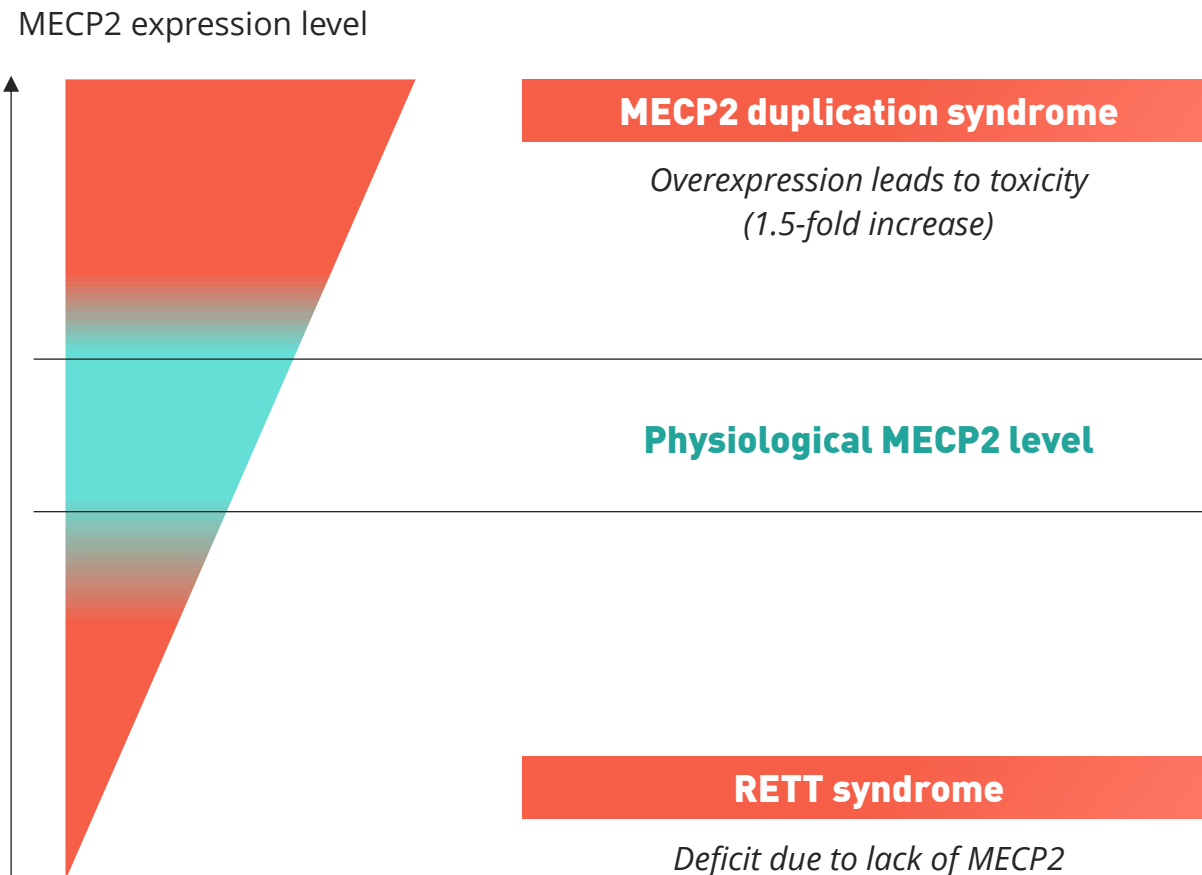 MECP2 expression level
MECP2 duplication syndrome
Overexpression leads to toxicity
(1.5-fold increase)
Physiological MECP2 level
RETT syndrome
Deficit due to lack of MECP2